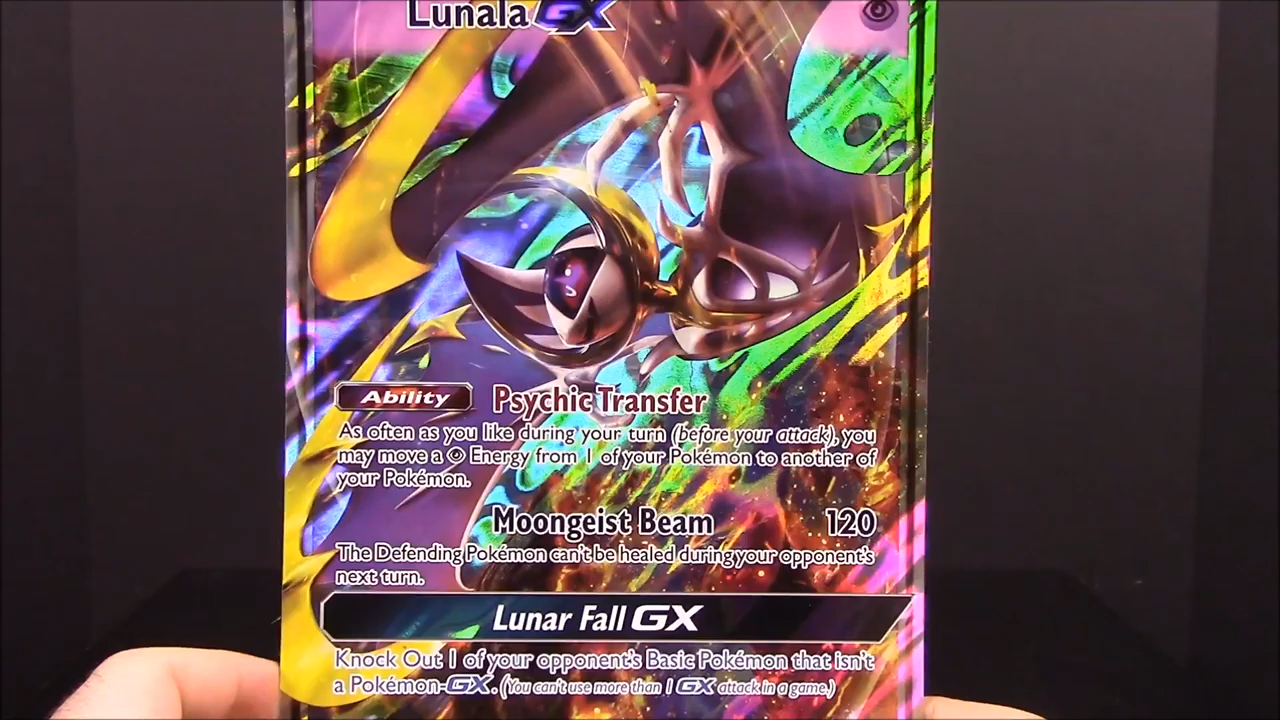 Lunala GX
Ability Psychic Transfer
As often as you like during your turn (before your attack), you
may move a Energy from 1 of your Pokémon to another of
your Pokémon.
Moongeist Beam 120
The Defending Pokémon can't be healed during your opponent's
next turn.
Lunar Fall GX
Knock Out 1 of your opponent's Basic Pokémon that isn't
a Pokémon-GX. (You can't use more than 1 GX attack in a game.)